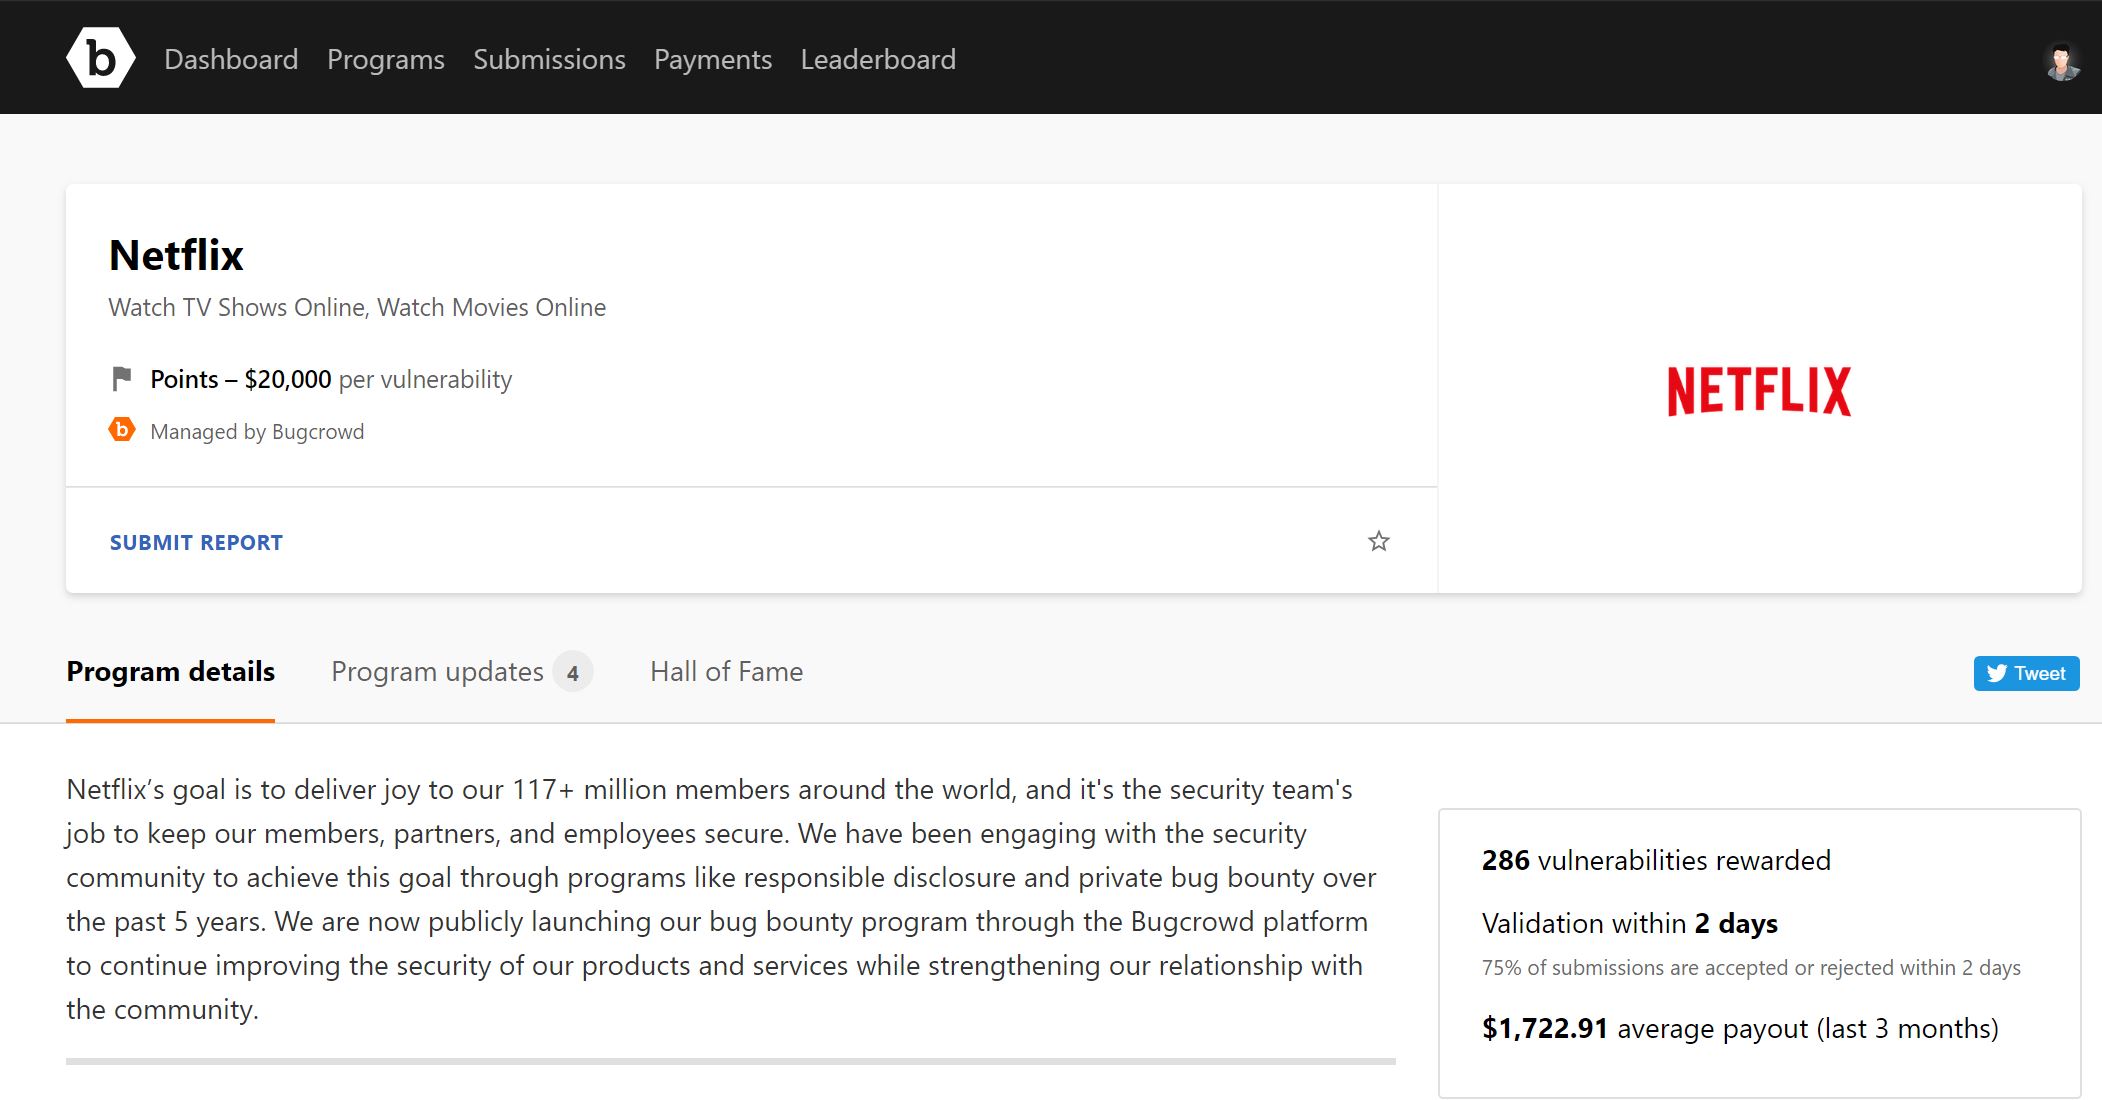 b Dashboard Programs Submissions Payments Leaderboard
Netflix
Watch TV Shows Online, Watch Movies Online
Points – $20,000 per vulnerability
b Managed by Bugcrowd
SUBMIT REPORT
NETFLIX
Program details Program updates 4 Hall of Fame Tweet
Netflix’s goal is to deliver joy to our 117+ million members around the world, and it's the security team's
job to keep our members, partners, and employees secure. We have been engaging with the security
community to achieve this goal through programs like responsible disclosure and private bug bounty over
the past 5 years. We are now publicly launching our bug bounty program through the Bugcrowd platform
to continue improving the security of our products and services while strengthening our relationship with
the community.
286 vulnerabilities rewarded
Validation within 2 days
75% of submissions are accepted or rejected within 2 days
$1,722.91 average payout (last 3 months)